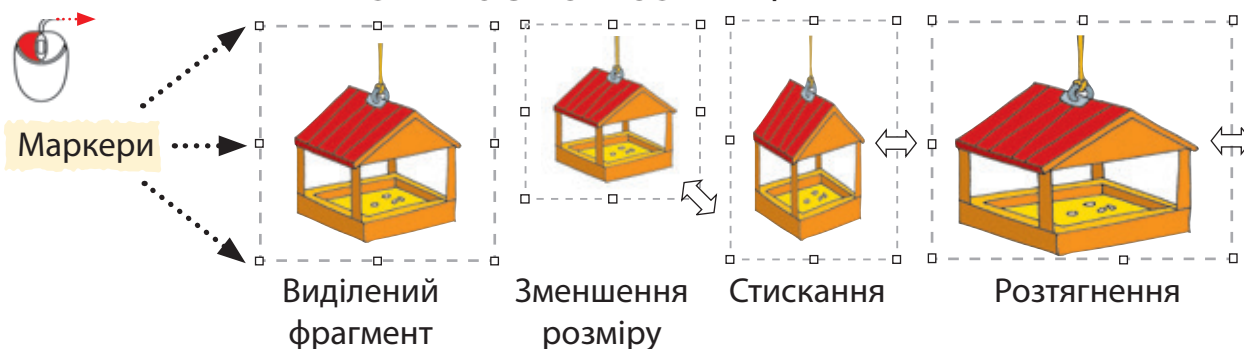 Маркери
Виділений
фрагмент
Зменшення
розміру
Стискання
Розтягнення